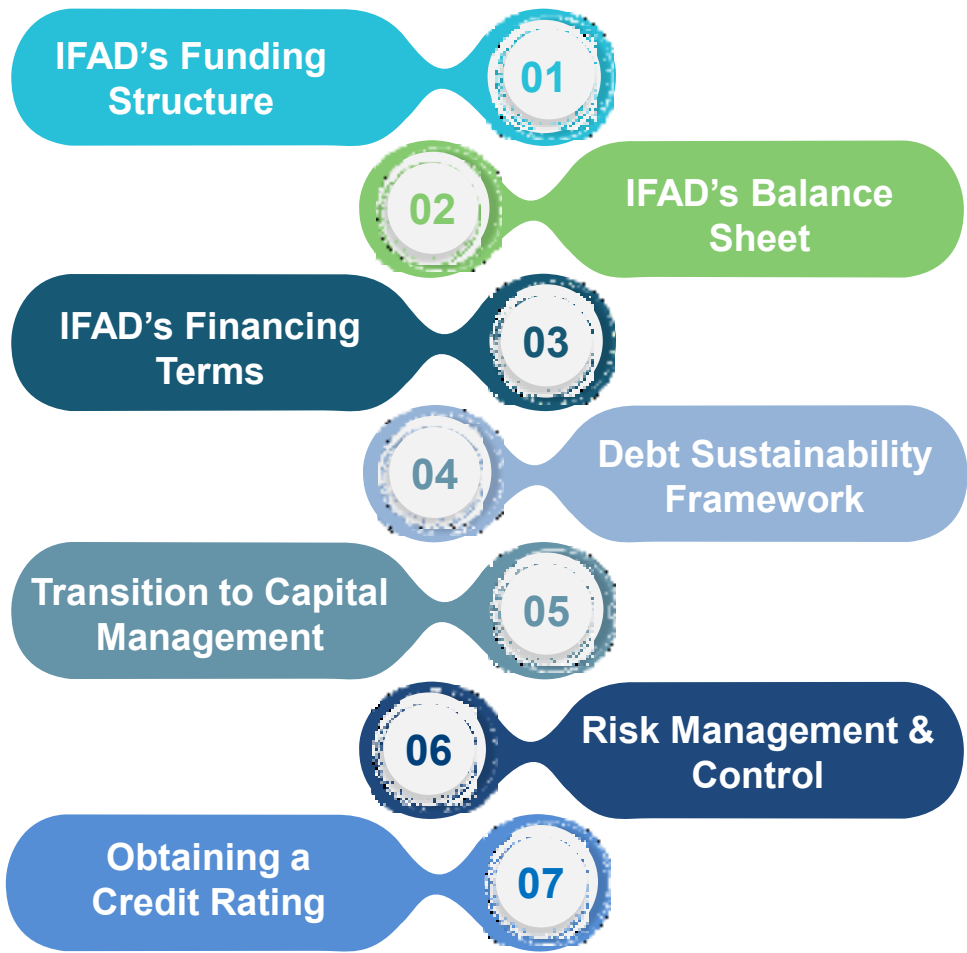 IFAD’s Funding
Structure
01
02
IFAD’s Balance
Sheet
IFAD’s Financing
Terms
03
04
Debt Sustainability
Framework
Transition to Capital
Management
05
06
Risk Management &
Control
Obtaining a
Credit Rating
07